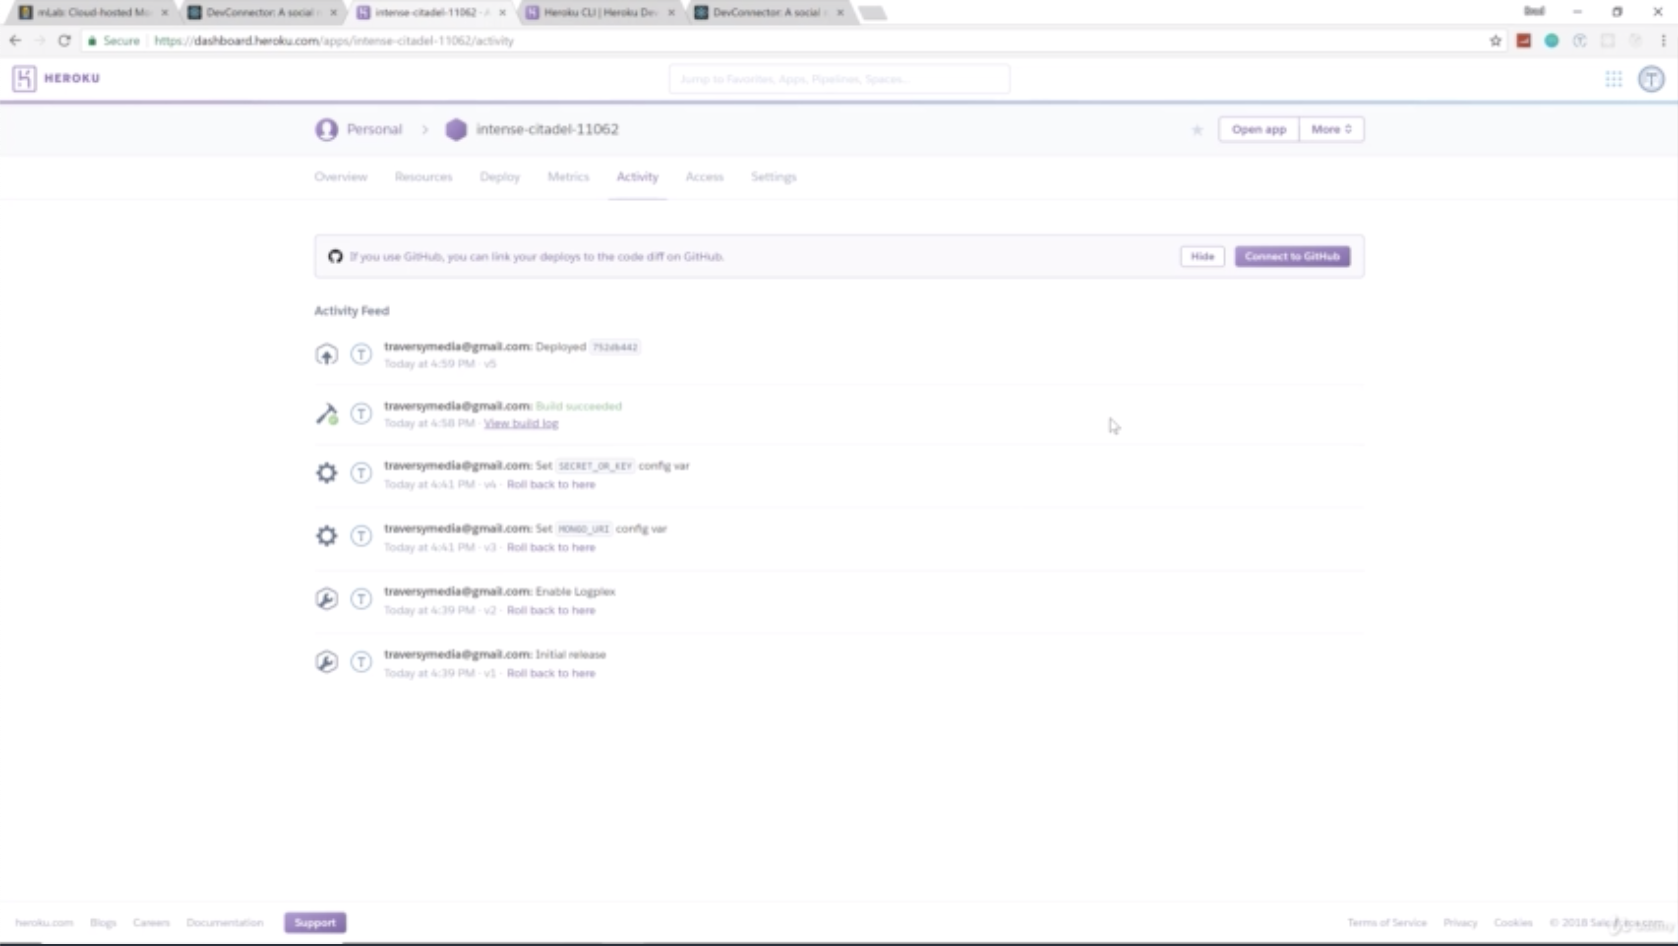 mLab: Cloud-hosted Mo
DevConnector: A social
intense-citadel-11062 ·
Heroku CLI | Heroku De
DevConnector: A social
Secure
https://dashboard.heroku.com/apps/intense-citadel-11062/activity
HEROKU
Jump to Favorites, Apps, Pipelines, Spaces...
Personal
intense-citadel-11062
Open app
More
Overview
Resources
Deploy
Metrics
Activity
Access
Settings
If you use GitHub, you can link your deploys to the code diff on GitHub.
Hide
Connect to GitHub
Activity Feed
traversymedia@gmail.com: Deployed 752db442
Today at 4:59 PM · v5
traversymedia@gmail.com: Build succeeded
Today at 4:58 PM · View build log
traversymedia@gmail.com: Set SECRET_OR_KEY config var
Today at 4:41 PM · v4 · Roll back to here
traversymedia@gmail.com: Set MONGO_URI config var
Today at 4:41 PM · v3 · Roll back to here
traversymedia@gmail.com: Enable Logplex
Today at 4:39 PM · v2 · Roll back to here
traversymedia@gmail.com: Initial release
Today at 4:39 PM · v1 · Roll back to here
heroku.com
Blogs
Careers
Documentation
Support
Terms of Service
Privacy
Cookies
© 2018